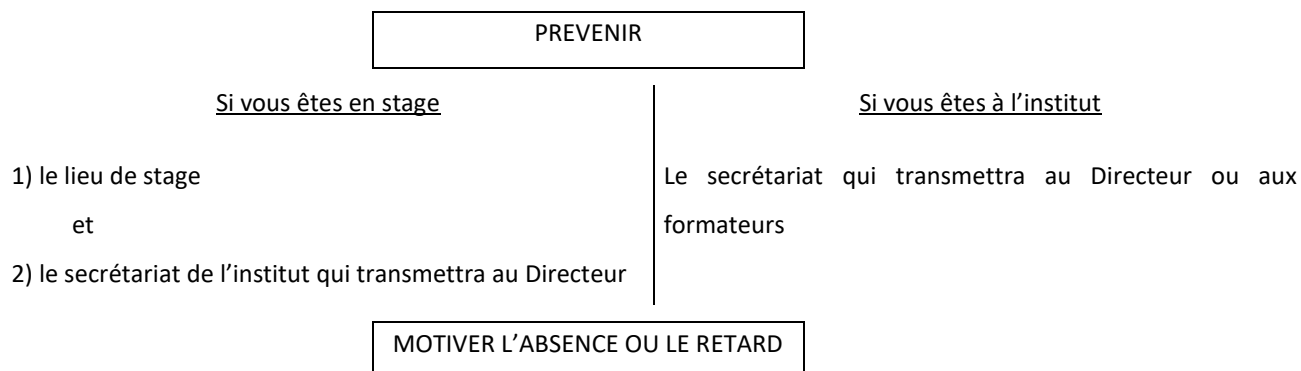 PREVENIR
Si vous êtes en stage
1) le lieu de stage
et
2) le secrétariat de l’institut qui transmettra au Directeur
Si vous êtes à l’institut
Le secrétariat qui transmettra au Directeur ou aux
formateurs
MOTIVER L’ABSENCE OU LE RETARD